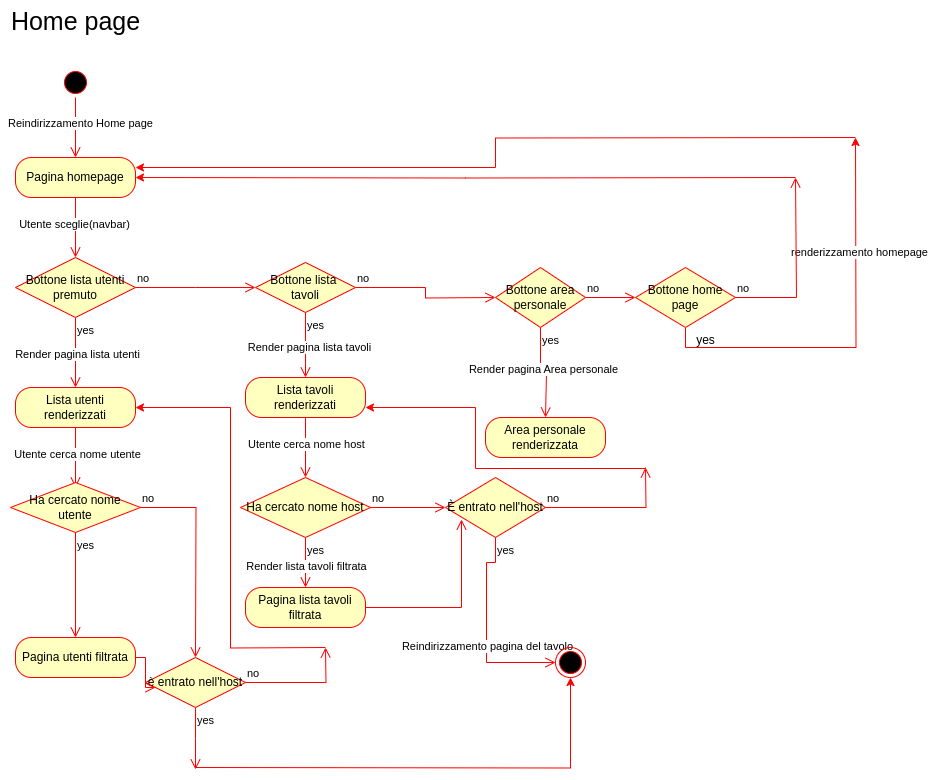 Home page
Reindirizzamento Home page
Pagina homepage
Utente sceglie(navbar)
renderizzamento homepage
Bottone lista utenti
premuto
no
Bottone lista
tavoli
no
Bottone area
personale
no
Bottone home
page
no
yes
yes
yes
yes
Render pagina lista utenti
Render pagina lista tavoli
Render pagina Area personale
Lista utenti
renderizzati
Lista tavoli
renderizzati
Area personale
renderizzata
Utente cerca nome utente
Utente cerca nome host
Ha cercato nome
utente
no
Ha cercato nome host
no
È entrato nell'host
no
yes
yes
yes
Render lista tavoli filtrata
Pagina lista tavoli
filtrata
Reindirizzamento pagina del tavolo
Pagina utenti filtrata
è entrato nell'host
no
yes